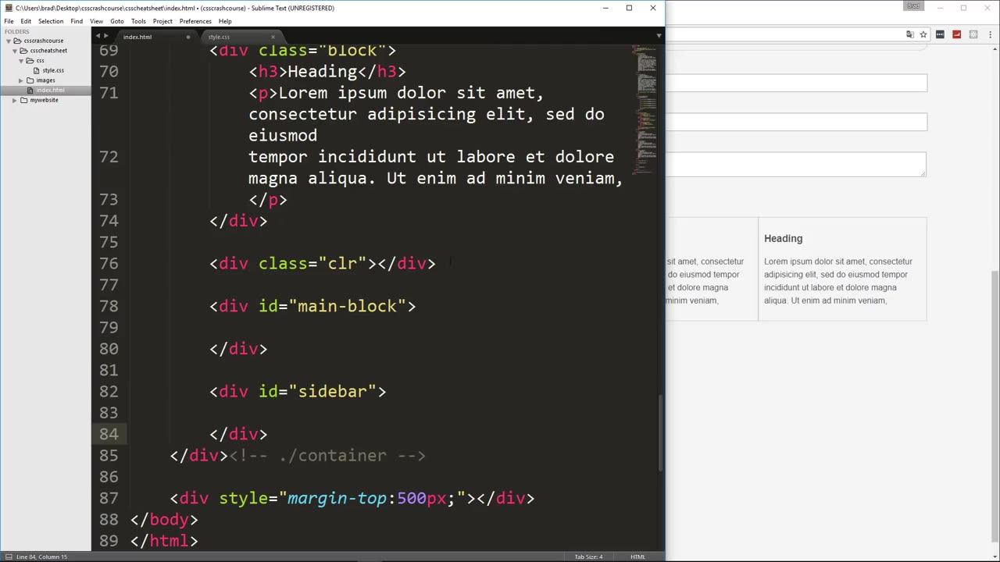 C:\Users\brad\Desktop\csscrashcourse\csscheatsheet\index.html • (csscrashcourse) - Sublime Text (UNREGISTERED)
Brad
File Edit Selection Find View Goto Tools Project Preferences Help
FOLDERS
csscrashcourse
csscheatsheet
css
style.css
images
index.html
mywebsite
index.html
style.css
69 <div class="block">
70 <h3>Heading</h3>
71 <p>Lorem ipsum dolor sit amet,
consectetur adipisicing elit, sed do
eiusmod
72 tempor incididunt ut labore et dolore
magna aliqua. Ut enim ad minim veniam,
73 </p>
74 </div>
75
76 <div class="clr"></div>
77
78 <div id="main-block">
79
80 </div>
81
82 <div id="sidebar">
83
84 </div>
85 </div><!-- ./container -->
86
87 <div style="margin-top:500px;"></div>
88 </body>
89 </html>
sit amet, consectetur
do eiusmod tempor
et dolore magna
minim veniam,
Heading
Lorem ipsum dolor sit amet, consectetur
adipisicing elit, sed do eiusmod tempor
incididunt ut labore et dolore magna
aliqua. Ut enim ad minim veniam,
Line 84, Column 15
Tab Size: 4
HTML